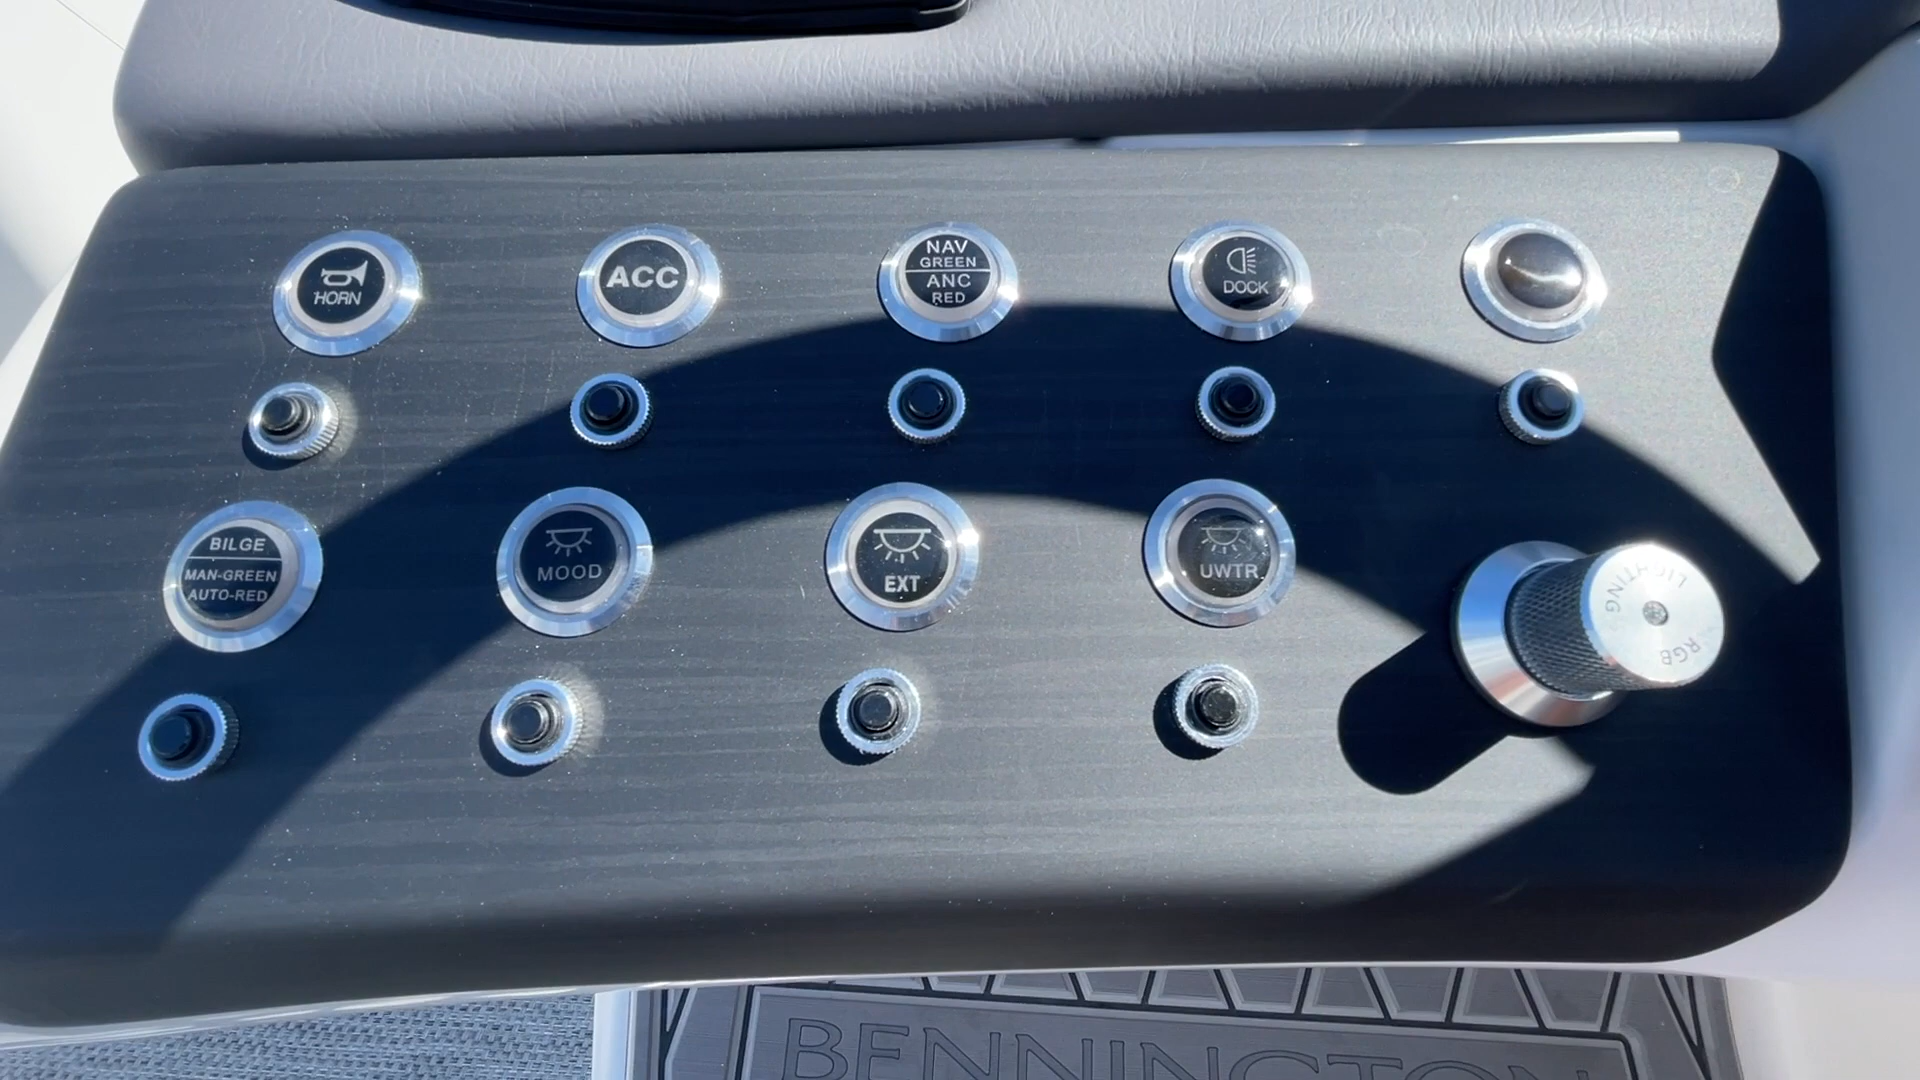 HORN
ACC
NAV
GREEN
ANC
RED
DOCK
BILGE
MAN-GREEN
AUTO-RED
MOOD
EXT
UWTR
RGB
LIGHTING
BENNINGTON